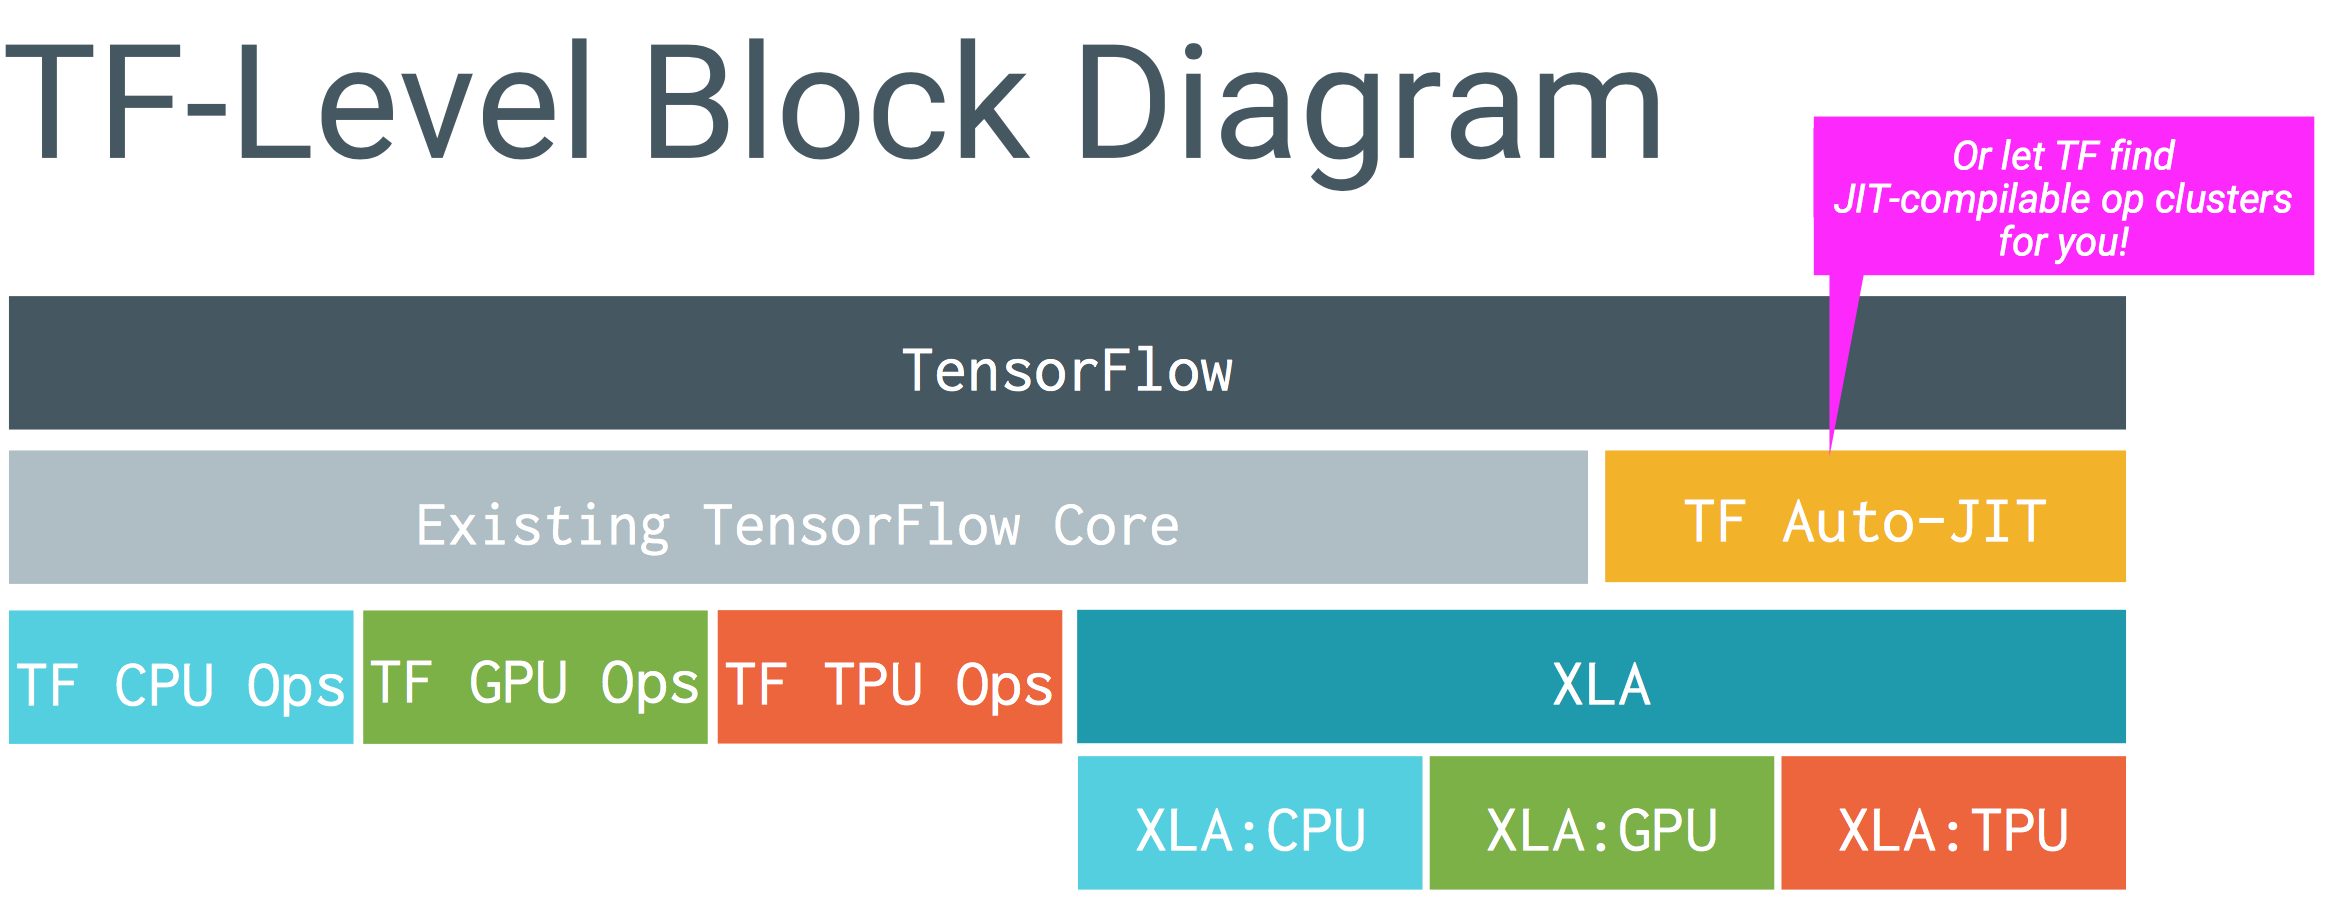 TF-Level Block Diagram
Or let TF find
JIT-compilable op clusters
for you!
TensorFlow
Existing TensorFlow Core
TF Auto-JIT
TF CPU Ops
TF GPU Ops
TF TPU Ops
XLA
XLA:CPU
XLA:GPU
XLA:TPU